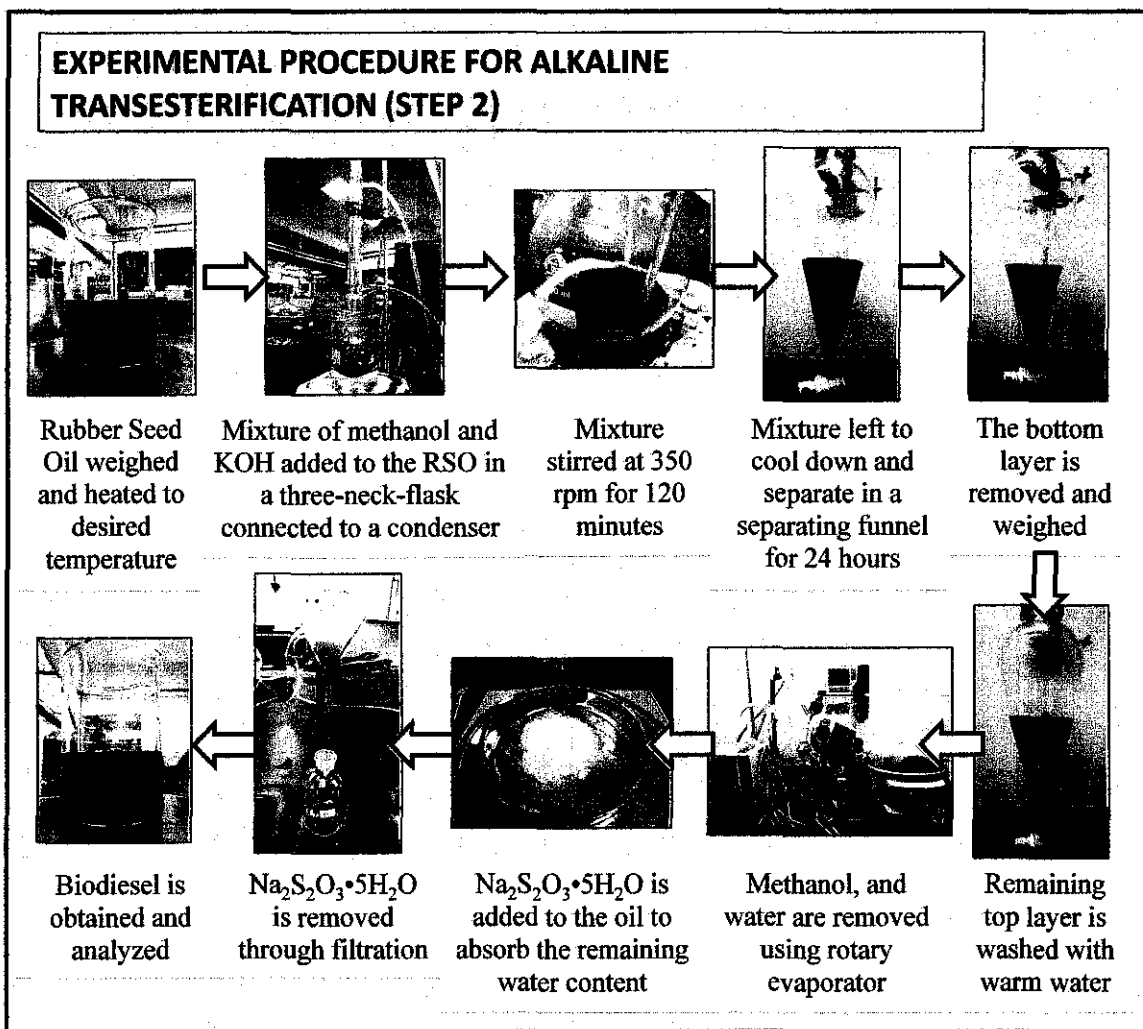 EXPERIMENTAL PROCEDURE FOR ALKALINE
TRANSESTERIFICATION (STEP 2)
Rubber Seed
Oil weighed
and heated to
desired
temperature
Mixture of methanol and
KOH added to the RSO in
a three-neck-flask
connected to a condenser
Mixture
stirred at 350
rpm for 120
minutes
Mixture left to
cool down and
separate in a
separating funnel
for 24 hours
The bottom
layer is
removed and
weighed
Remaining
top layer is
washed with
warm water
Methanol, and
water are removed
using rotary
evaporator
Na₂S₂O₃•5H₂O is
added to the oil to
absorb the remaining
water content
Na₂S₂O₃•5H₂O
is removed
through filtration
Biodiesel is
obtained and
analyzed